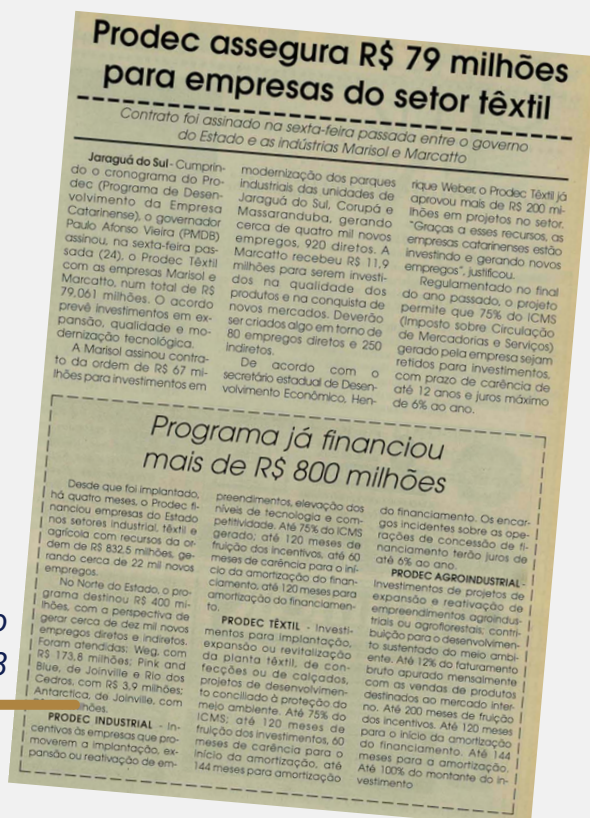 Prodec assegura R$ 79 milhões
para empresas do setor têxtil
Contrato foi assinado na sexta-feira passada entre o governo
do Estado e as indústrias Marisol e Marcatto
Jaraguá do Sul - Cumprin-
do o cronograma do Pro-
dec (Programa de Desen-
volvimento da Empresa
Catarinense), o governador
Paulo Afonso Vieira (PMDB)
assinou, na sexta-feira pas-
sada (24), o Prodec Têxtil
com as empresas Marisol e
Marcatto, num total de R$
79,061 milhões. O acordo
prevê investimentos em ex-
pansão, qualidade e mo-
dernização tecnológica.
A Marisol assinou contra-
to da ordem de R$ 67 mi-
lhões para investimentos em
modernização dos parques
industriais das unidades de
Jaraguá do Sul, Corupá e
Massaranduba, gerando
cerca de quatro mil novos
empregos, 920 diretos. A
Marcatto recebeu R$ 11,9
milhões para serem investi-
dos na qualidade dos
produtos e na conquista de
novos mercados. Deverão
ser criados algo em torno de
80 empregos diretos e 250
indiretos.
De acordo com o
secretário estadual de Desen-
volvimento Econômico, Hen-
rique Weber, o Prodec Têxtil já
aprovou mais de R$ 200 mi-
lhões em projetos no setor.
"Graças a esses recursos, as
empresas catarinenses estão
investindo e gerando novos
empregos", justificou.
Regulamentado no final
do ano passado, o projeto
permite que 75% do ICMS
(Imposto sobre Circulação
de Mercadorias e Serviços)
gerado pela empresa sejam
retidos para investimentos,
com prazo de carência de
até 12 anos e juros máximo
de 6% ao ano.
Programa já financiou
mais de R$ 800 milhões
Desde que foi implantado,
há quatro meses, o Prodec fi-
nanciou empresas do Estado
nos setores industrial, têxtil e
agrícola com recursos da or-
dem de R$ 832,5 milhões, ge-
rando cerca de 22 mil novos
empregos.
No Norte do Estado, o pro-
grama destinou R$ 400 mi-
lhões, com a perspectiva de
gerar cerca de dez mil novos
empregos diretos e indiretos.
Foram atendidas: Weg, com
R$ 173,8 milhões; Pink and
Blue, de Joinville e Rio dos
Cedros, com R$ 3,9 milhões;
Antarctica, de Joinville, com
lhões.
PRODEC INDUSTRIAL - In-
centivos às empresas que pro-
moverem a implantação, ex-
pansão ou reativação de em-
preendimentos, elevação dos
níveis de tecnologia e com-
petitividade. Até 75% do ICMS
gerado; até 120 meses de
fruição dos incentivos, até 60
meses de carência para o iní-
cio da amortização do finan-
ciamento, até 120 meses para
amortização do financiamen-
to.
PRODEC TÊXTIL - Investi-
mentos para implantação,
expansão ou revitalização
da planta têxtil, de con-
fecções ou de calçados,
projetos de desenvolvimen-
to conciliado à proteção do
meio ambiente. Até 75% do
ICMS; até 120 meses de
fruição dos investimentos, 60
meses de carência para o
início da amortização, até
144 meses para amortização
do financiamento. Os encar-
gos incidentes sobre as ope-
rações de concessão de fi-
nanciamento terão juros de
até 6% ao ano.
PRODEC AGROINDUSTRIAL -
Investimentos de projetos de
expansão e reativação de
empreendimentos agroindus-
triais ou agroflorestais, contri-
buição para o desenvolvimen-
to sustentado do meio ambi-
ente. Até 12% do faturamento
bruto apurado mensalmente
com as vendas de produtos
destinados ao mercado inter-
no. Até 200 meses de fruição
dos incentivos. Até 120 meses
para o início da amortização
do financiamento. Até 144
meses para a amortização.
Até 100% do montante do in-
vestimento